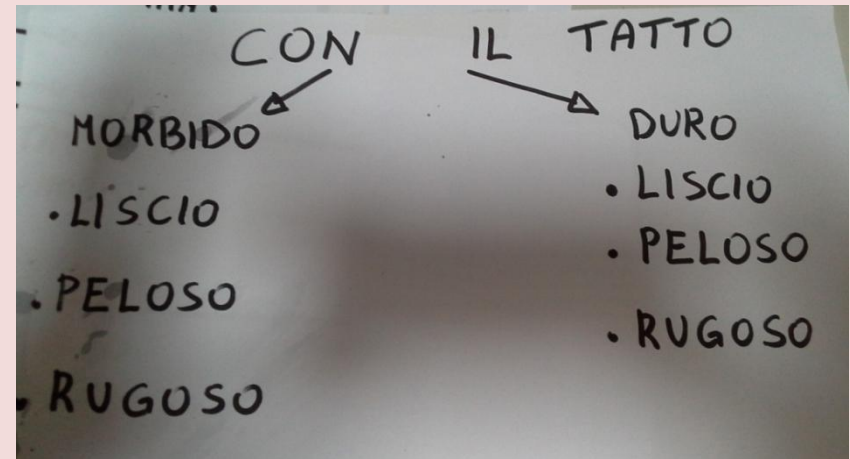 CON IL TATTO
MORBIDO
• LISCIO
• PELOSO
• RUGOSO
DURO
• LISCIO
• PELOSO
• RUGOSO